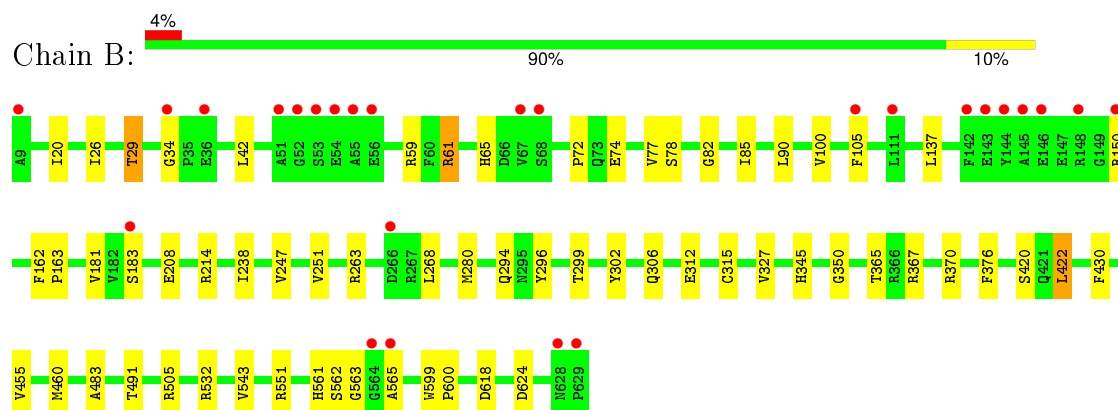 4%
Chain B:
90% 10%
A9 I20 I26 T29 G34 P35 E36 L42 A51 G52 S53 E54 A55 E56 R59 F60 R61 H65 D66 V67 S68 P72 Q73 E74 V77 S78 G82 I85 L90 V100 F105 L111 L137 F142 E143 Y144 A145 E146 E147 R148 G149 R150
F162 P163 V181 V182 S183 E208 R214 I238 V247 V251 R263 D266 R267 L268 M280 Q294 N295 Y296 T299 Y302 Q306 E312 C315 V327 H345 G350 T365 R366 R367 R370 F376 S420 Q421 L422 F430
V455 M460 A483 T491 R505 R532 V543 R551 H561 S562 G563 G564 A565 W599 P600 D618 D624 N628 P629